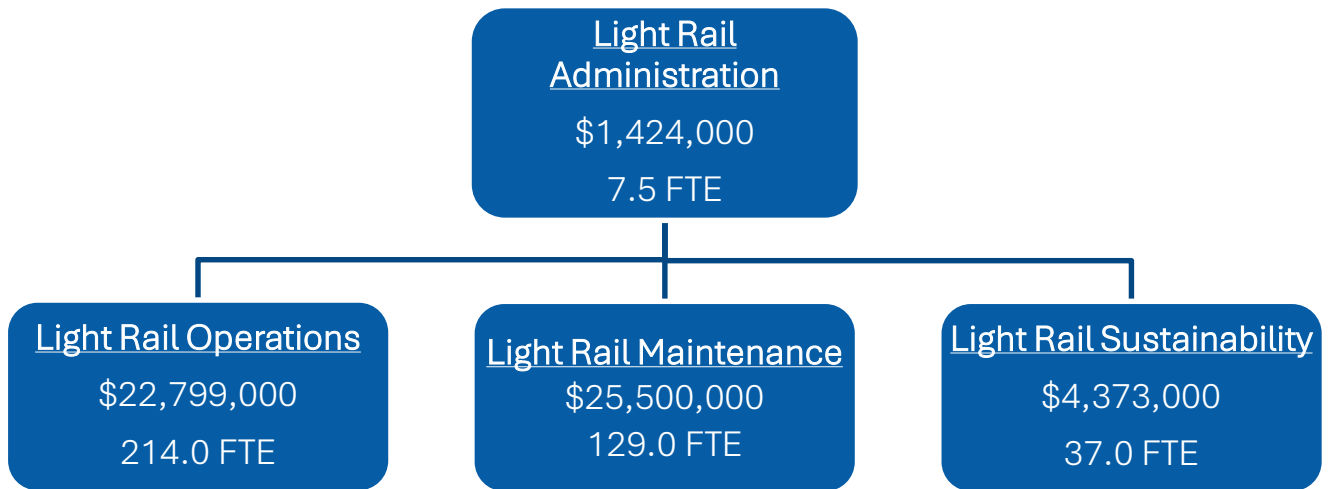 Light Rail
Administration
$1,424,000
7.5 FTE
Light Rail Operations
$22,799,000
214.0 FTE
Light Rail Maintenance
$25,500,000
129.0 FTE
Light Rail Sustainability
$4,373,000
37.0 FTE